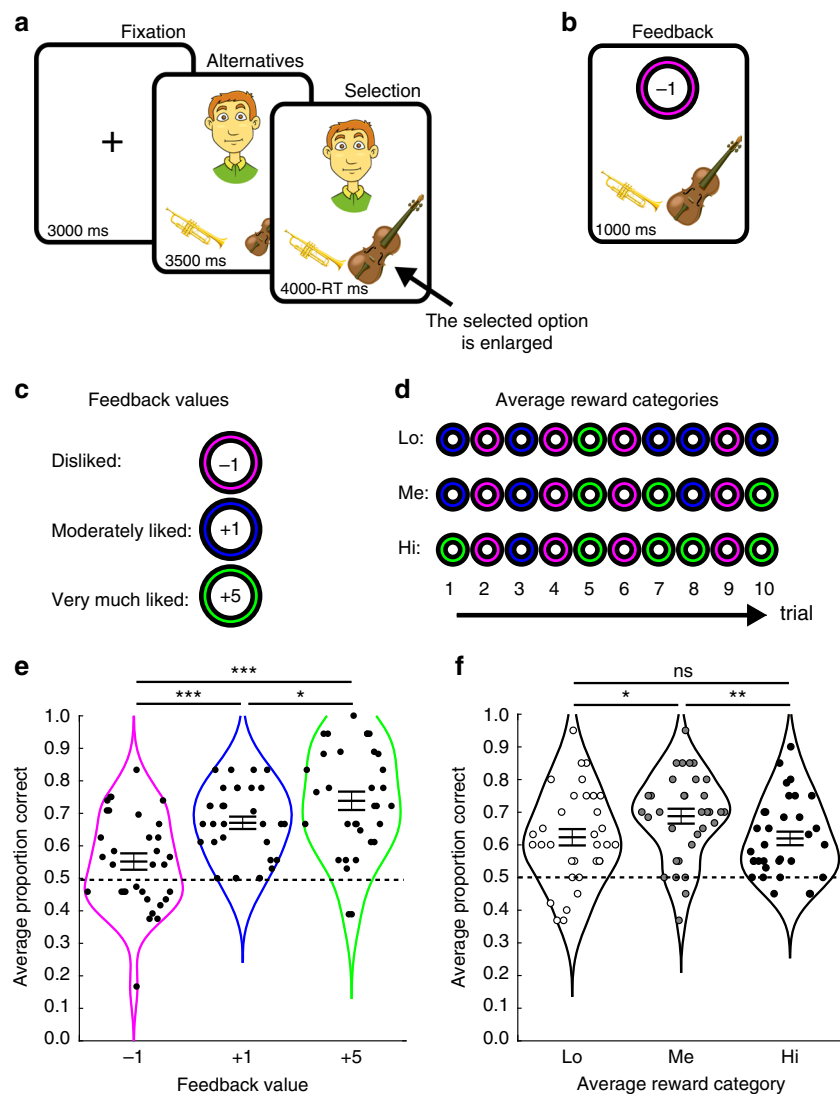 a
Fixation
Alternatives
Selection
+
3000 ms
3500 ms
4000-RT ms
The selected option
is enlarged
b
Feedback
–1
1000 ms
c
Feedback values
Disliked:
–1
Moderately liked:
+1
Very much liked:
+5
d
Average reward categories
Lo:
Me:
Hi:
1 2 3 4 5 6 7 8 9 10
trial
e
***
*** *
1.0
0.9
0.8
0.7
0.6
0.5
0.4
0.3
0.2
0.1
0.0
Average proportion correct
–1 +1 +5
Feedback value
f
ns
* **
1.0
0.9
0.8
0.7
0.6
0.5
0.4
0.3
0.2
0.1
0.0
Average proportion correct
Lo Me Hi
Average reward category